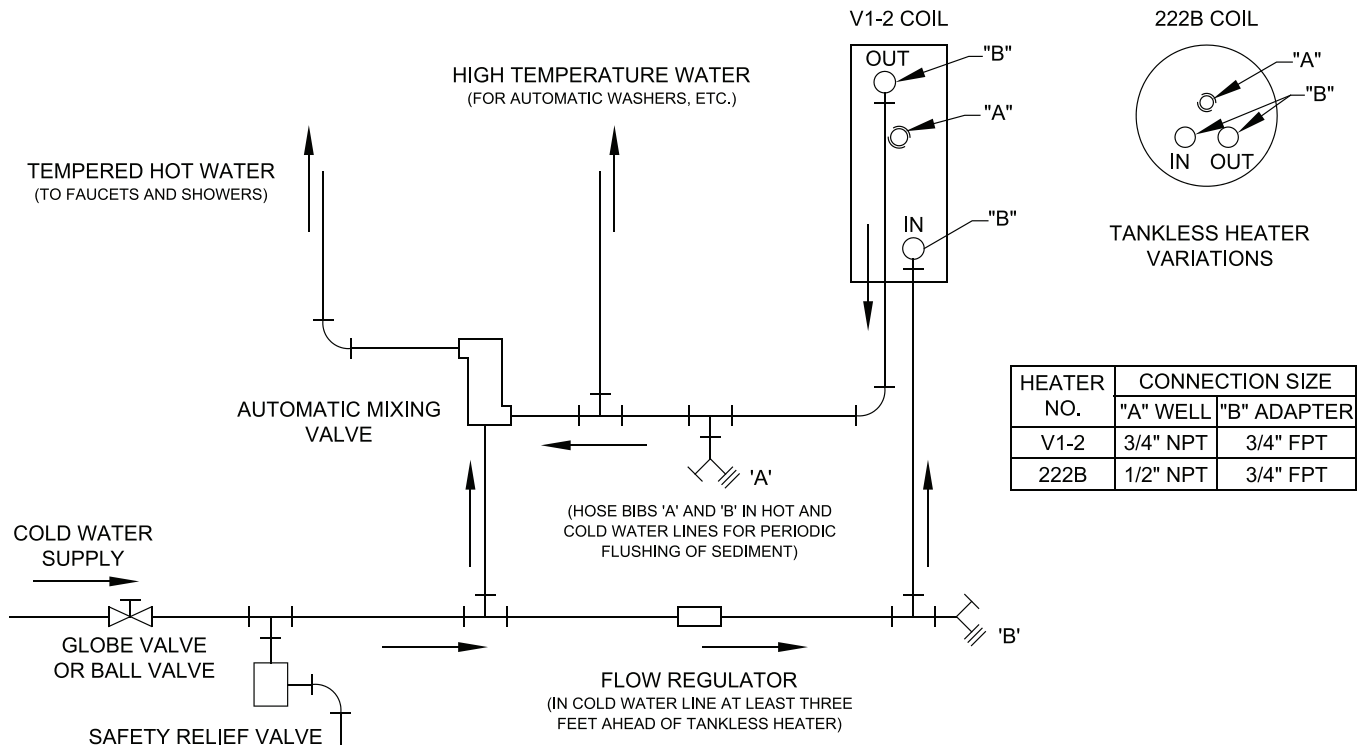 V1-2 COIL
OUT
"B"
"A"
IN
"B"
222B COIL
"A"
"B"
IN OUT
TANKLESS HEATER
VARIATIONS
HIGH TEMPERATURE WATER
(FOR AUTOMATIC WASHERS, ETC.)
TEMPERED HOT WATER
(TO FAUCETS AND SHOWERS)
AUTOMATIC MIXING
VALVE
'A'
(HOSE BIBS 'A' AND 'B' IN HOT AND
COLD WATER LINES FOR PERIODIC
FLUSHING OF SEDIMENT)
HEATER NO. CONNECTION SIZE
"A" WELL "B" ADAPTER
V1-2 3/4" NPT 3/4" FPT
222B 1/2" NPT 3/4" FPT
COLD WATER
SUPPLY
GLOBE VALVE
OR BALL VALVE
SAFETY RELIEF VALVE
FLOW REGULATOR
(IN COLD WATER LINE AT LEAST THREE
FEET AHEAD OF TANKLESS HEATER)
'B'